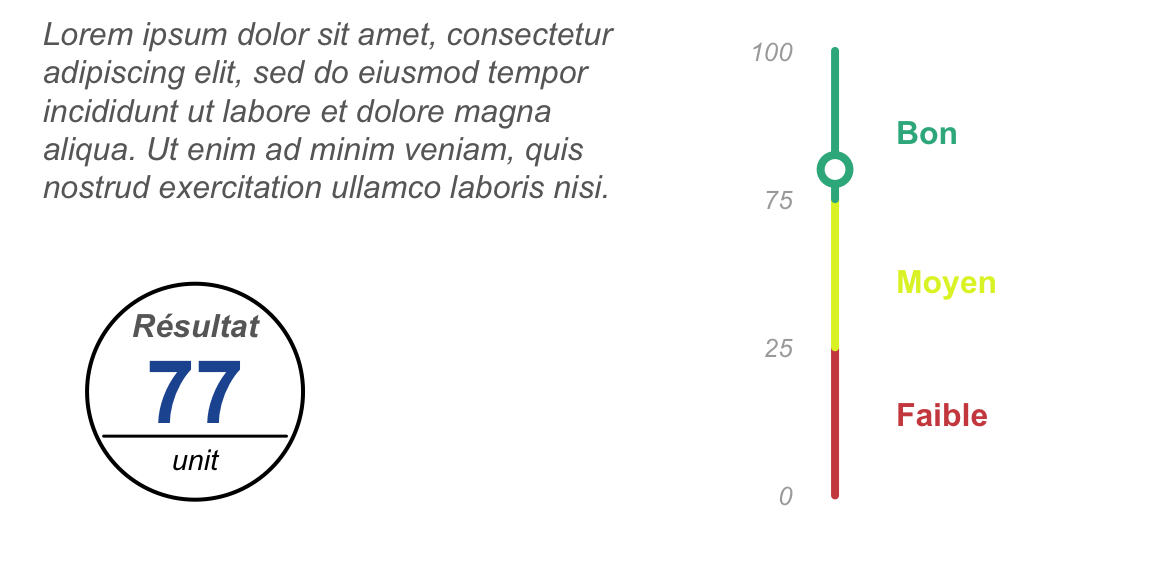 Lorem ipsum dolor sit amet, consectetur
adipiscing elit, sed do eiusmod tempor
incididunt ut labore et dolore magna
aliqua. Ut enim ad minim veniam, quis
nostrud exercitation ullamco laboris nisi.
Résultat
77
unit
100
Bon
75
Moyen
25
Faible
0